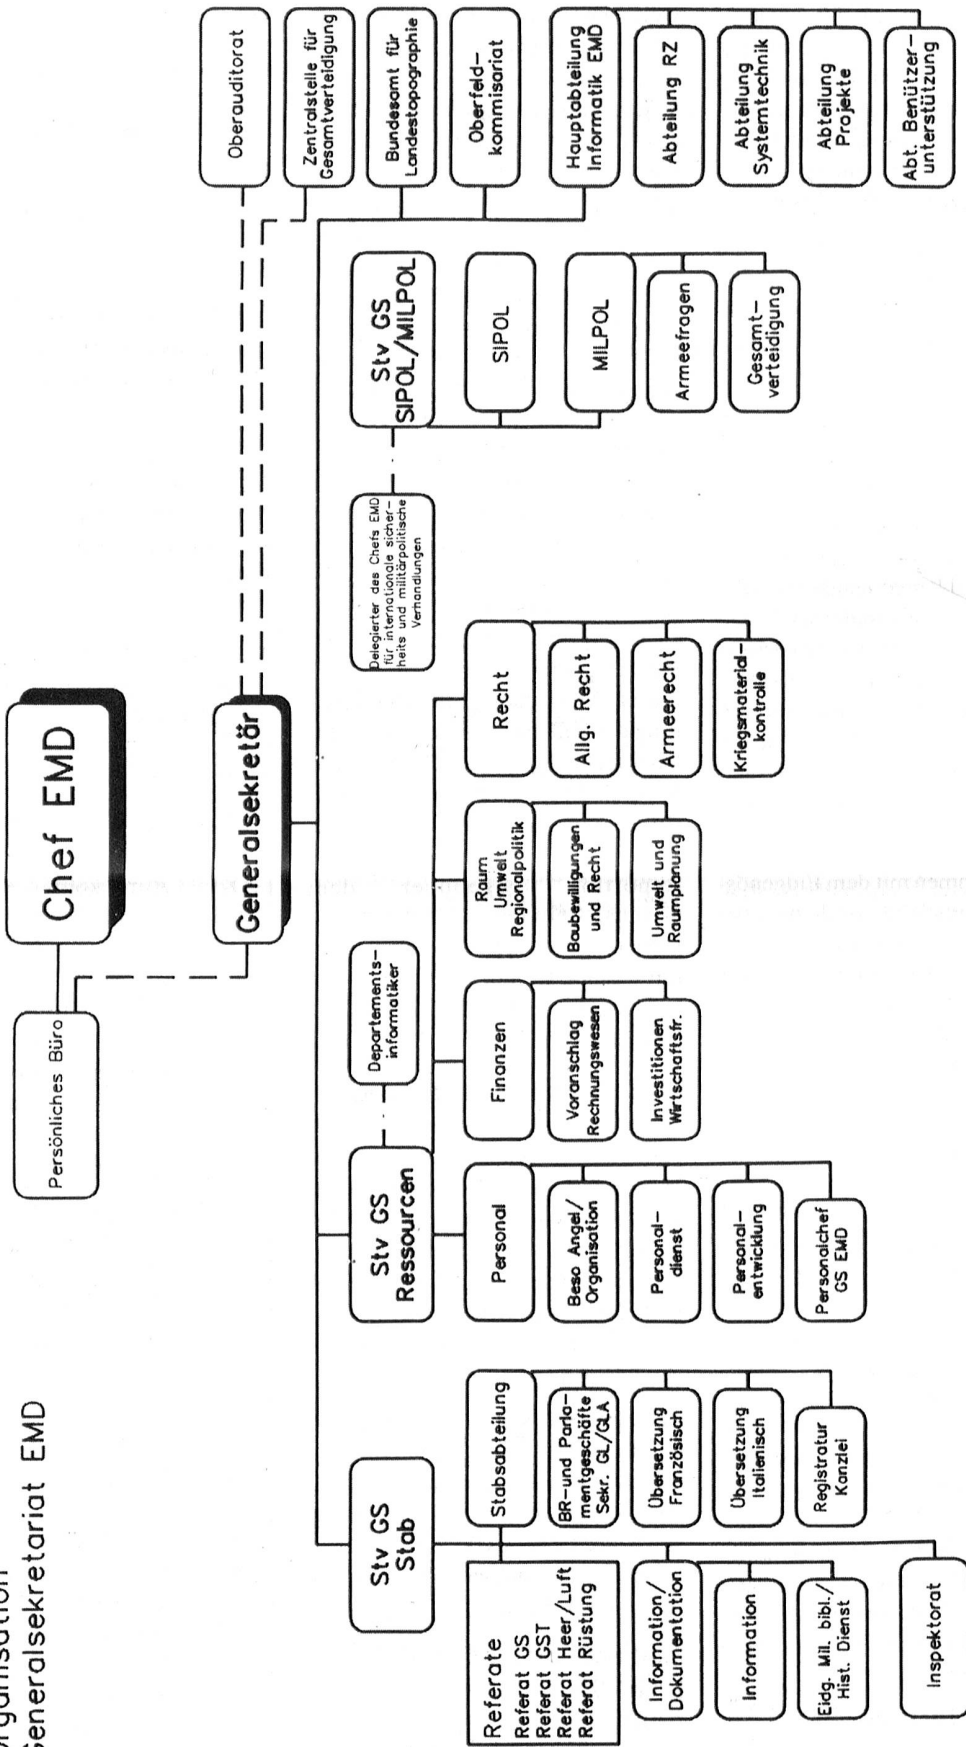 Organisation
Generalsekretariat EMD
Chef EMD
Persönliches Büro
Generalsekretär
Oberauditorat
Zentralstelle für
Gesamtverteidigung
Bundesamt für
Landestopographie
Oberfeld–
kommisariat
Hauptabteilung
Informatik EMD
Abteilung RZ
Abteilung
Systemtechnik
Abteilung
Projekte
Abt. Benützer–
unterstützung
Stv GS
Stab
Stabsabteilung
BR–und Parla–
mentgeschäfte
Sekr. GL/GLA
Übersetzung
Französisch
Übersetzung
Italienisch
Registratur
Kanzlei
Referate
Referat GS
Referat GST
Referat Heer/Luft
Referat Rüstung
Information/
Dokumentation
Information
Eidg. Mil. bibl./
Hist. Dienst
Inspektorat
Stv GS
Ressourcen
Departements–
informatiker
Personal
Beso Angel/
Organisation
Personal–
dienst
Personal–
entwicklung
Personalchef
GS EMD
Finanzen
Voranschlag
Rechnungswesen
Investitionen
Wirtschaftsfr.
Raum
Umwelt
Regionalpolitik
Baubewilligungen
und Recht
Umwelt und
Raumplanung
Recht
Allg. Recht
Armeerecht
Kriegsmaterial–
kontrolle
Delegierter des Chefs EMD
für internationale sicher–
heits und militärpolitische
Verhandlungen
Stv GS
SIPOL/MILPOL
SIPOL
MILPOL
Armeefragen
Gesamt–
verteidigung